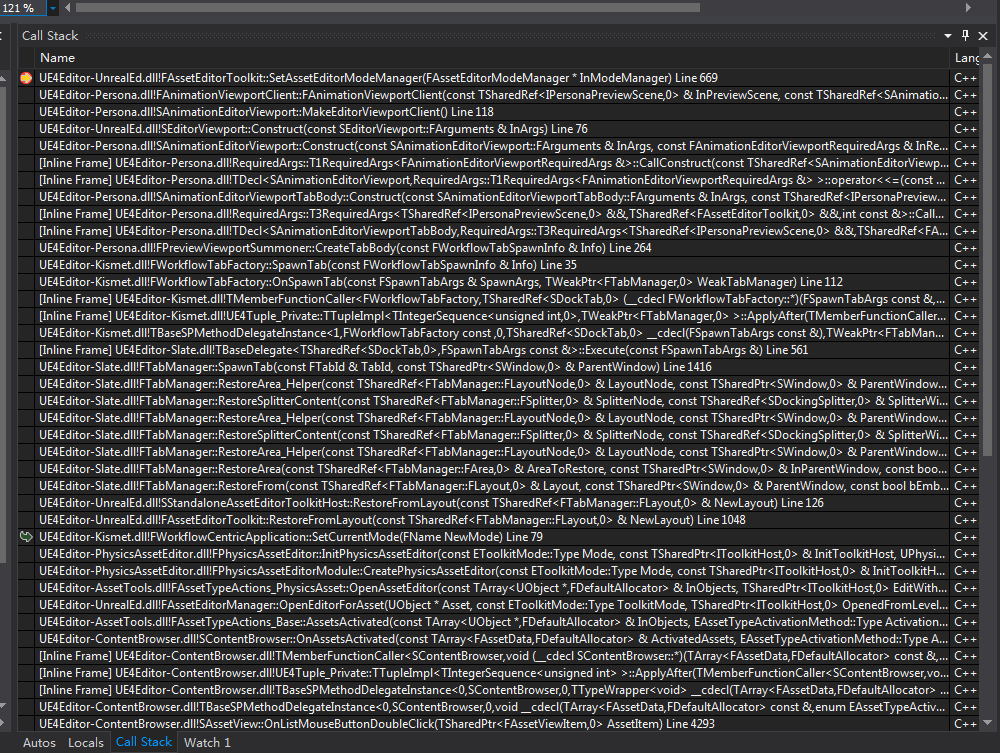 121 %
Call Stack
Name Lang
UE4Editor-UnrealEd.dll!FAssetEditorToolkit::SetAssetEditorModeManager(FAssetEditorModeManager * InModeManager) Line 669 C++
UE4Editor-Persona.dll!FAnimationViewportClient::FAnimationViewportClient(const TSharedRef<IPersonaPreviewScene,0> & InPreviewScene, const TSharedRef<SAnimatio... C++
UE4Editor-Persona.dll!SAnimationEditorViewport::MakeEditorViewportClient() Line 118 C++
UE4Editor-UnrealEd.dll!SEditorViewport::Construct(const SEditorViewport::FArguments & InArgs) Line 76 C++
UE4Editor-Persona.dll!SAnimationEditorViewport::Construct(const SAnimationEditorViewport::FArguments & InArgs, const FAnimationEditorViewportRequiredArgs & InRe... C++
[Inline Frame] UE4Editor-Persona.dll!RequiredArgs::T1RequiredArgs<FAnimationEditorViewportRequiredArgs &>::CallConstruct(const TSharedRef<SAnimationEditorViewp... C++
[Inline Frame] UE4Editor-Persona.dll!TDecl<SAnimationEditorViewport,RequiredArgs::T1RequiredArgs<FAnimationEditorViewportRequiredArgs &> >::operator<<=(const ... C++
UE4Editor-Persona.dll!SAnimationEditorViewportTabBody::Construct(const SAnimationEditorViewportTabBody::FArguments & InArgs, const TSharedRef<IPersonaPreview... C++
[Inline Frame] UE4Editor-Persona.dll!RequiredArgs::T3RequiredArgs<TSharedRef<IPersonaPreviewScene,0> &&,TSharedRef<FAssetEditorToolkit,0> &&,int const &>::Call... C++
[Inline Frame] UE4Editor-Persona.dll!TDecl<SAnimationEditorViewportTabBody,RequiredArgs::T3RequiredArgs<TSharedRef<IPersonaPreviewScene,0> &&,TSharedRef<FA... C++
UE4Editor-Persona.dll!FPreviewViewportSummoner::CreateTabBody(const FWorkflowTabSpawnInfo & Info) Line 264 C++
UE4Editor-Kismet.dll!FWorkflowTabFactory::SpawnTab(const FWorkflowTabSpawnInfo & Info) Line 35 C++
UE4Editor-Kismet.dll!FWorkflowTabFactory::OnSpawnTab(const FSpawnTabArgs & SpawnArgs, TWeakPtr<FTabManager,0> WeakTabManager) Line 112 C++
[Inline Frame] UE4Editor-Kismet.dll!TMemberFunctionCaller<FWorkflowTabFactory,TSharedRef<SDockTab,0> (__cdecl FWorkflowTabFactory::*)(FSpawnTabArgs const &,... C++
[Inline Frame] UE4Editor-Kismet.dll!UE4Tuple_Private::TTupleImpl<TIntegerSequence<unsigned int,0>,TWeakPtr<FTabManager,0> >::ApplyAfter(TMemberFunctionCaller... C++
UE4Editor-Kismet.dll!TBaseSPMethodDelegateInstance<1,FWorkflowTabFactory const ,0,TSharedRef<SDockTab,0> __cdecl(FSpawnTabArgs const &),TWeakPtr<FTabMan... C++
[Inline Frame] UE4Editor-Slate.dll!TBaseDelegate<TSharedRef<SDockTab,0>,FSpawnTabArgs const &>::Execute(const FSpawnTabArgs &) Line 561 C++
UE4Editor-Slate.dll!FTabManager::SpawnTab(const FTabId & TabId, const TSharedPtr<SWindow,0> & ParentWindow) Line 1416 C++
UE4Editor-Slate.dll!FTabManager::RestoreArea_Helper(const TSharedRef<FTabManager::FLayoutNode,0> & LayoutNode, const TSharedPtr<SWindow,0> & ParentWindow... C++
UE4Editor-Slate.dll!FTabManager::RestoreSplitterContent(const TSharedRef<FTabManager::FSplitter,0> & SplitterNode, const TSharedRef<SDockingSplitter,0> & SplitterWi... C++
UE4Editor-Slate.dll!FTabManager::RestoreArea_Helper(const TSharedRef<FTabManager::FLayoutNode,0> & LayoutNode, const TSharedPtr<SWindow,0> & ParentWindow... C++
UE4Editor-Slate.dll!FTabManager::RestoreSplitterContent(const TSharedRef<FTabManager::FSplitter,0> & SplitterNode, const TSharedRef<SDockingSplitter,0> & SplitterWi... C++
UE4Editor-Slate.dll!FTabManager::RestoreArea_Helper(const TSharedRef<FTabManager::FLayoutNode,0> & LayoutNode, const TSharedPtr<SWindow,0> & ParentWindow... C++
UE4Editor-Slate.dll!FTabManager::RestoreArea(const TSharedRef<FTabManager::FArea,0> & AreaToRestore, const TSharedPtr<SWindow,0> & InParentWindow, const boo... C++
UE4Editor-Slate.dll!FTabManager::RestoreFrom(const TSharedRef<FTabManager::FLayout,0> & Layout, const TSharedPtr<SWindow,0> & ParentWindow, const bool bEmb... C++
UE4Editor-UnrealEd.dll!SStandaloneAssetEditorToolkitHost::RestoreFromLayout(const TSharedRef<FTabManager::FLayout,0> & NewLayout) Line 126 C++
UE4Editor-UnrealEd.dll!FAssetEditorToolkit::RestoreFromLayout(const TSharedRef<FTabManager::FLayout,0> & NewLayout) Line 1048 C++
UE4Editor-Kismet.dll!FWorkflowCentricApplication::SetCurrentMode(FName NewMode) Line 79 C++
UE4Editor-PhysicsAssetEditor.dll!FPhysicsAssetEditor::InitPhysicsAssetEditor(const EToolkitMode::Type Mode, const TSharedPtr<IToolkitHost,0> & InitToolkitHost, UPhysi... C++
UE4Editor-PhysicsAssetEditor.dll!FPhysicsAssetEditorModule::CreatePhysicsAssetEditor(const EToolkitMode::Type Mode, const TSharedPtr<IToolkitHost,0> & InitToolkitH... C++
UE4Editor-AssetTools.dll!FAssetTypeActions_PhysicsAsset::OpenAssetEditor(const TArray<UObject *,FDefaultAllocator> & InObjects, TSharedPtr<IToolkitHost,0> EditWith... C++
UE4Editor-UnrealEd.dll!FAssetEditorManager::OpenEditorForAsset(UObject * Asset, const EToolkitMode::Type ToolkitMode, TSharedPtr<IToolkitHost,0> OpenedFromLevel... C++
UE4Editor-AssetTools.dll!FAssetTypeActions_Base::AssetsActivated(const TArray<UObject *,FDefaultAllocator> & InObjects, EAssetTypeActivationMethod::Type Activation... C++
UE4Editor-ContentBrowser.dll!SContentBrowser::OnAssetsActivated(const TArray<FAssetData,FDefaultAllocator> & ActivatedAssets, EAssetTypeActivationMethod::Type A... C++
[Inline Frame] UE4Editor-ContentBrowser.dll!TMemberFunctionCaller<SContentBrowser,void (__cdecl SContentBrowser::*)(TArray<FAssetData,FDefaultAllocator> const &,... C++
[Inline Frame] UE4Editor-ContentBrowser.dll!UE4Tuple_Private::TTupleImpl<TIntegerSequence<unsigned int> >::ApplyAfter(TMemberFunctionCaller<SContentBrowser,vo... C++
[Inline Frame] UE4Editor-ContentBrowser.dll!TBaseSPMethodDelegateInstance<0,SContentBrowser,0,TTypeWrapper<void> __cdecl(TArray<FAssetData,FDefaultAllocator> ... C++
UE4Editor-ContentBrowser.dll!TBaseSPMethodDelegateInstance<0,SContentBrowser,0,void __cdecl(TArray<FAssetData,FDefaultAllocator> const &,enum EAssetTypeActiv... C++
UE4Editor-ContentBrowser.dll!SAssetView::OnListMouseButtonDoubleClick(TSharedPtr<FAssetViewItem,0> AssetItem) Line 4293 C++
Autos Locals Call Stack Watch 1